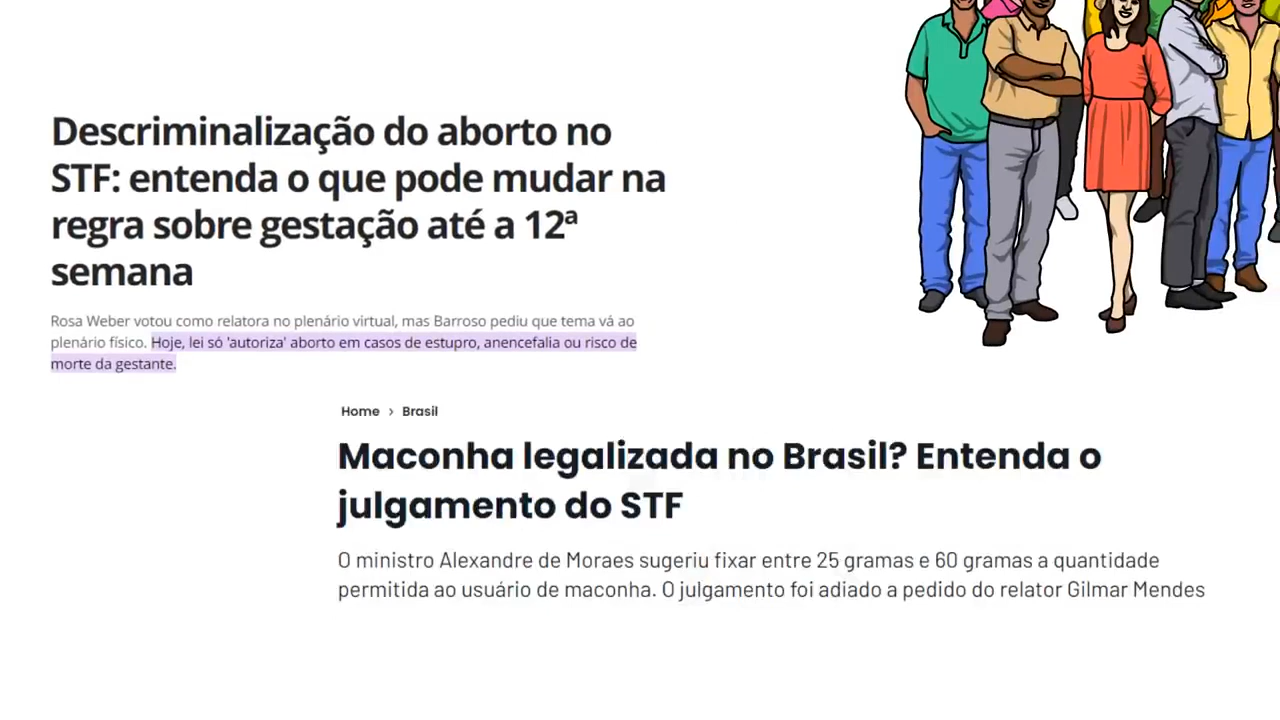 Descriminalização do aborto no
STF: entenda o que pode mudar na
regra sobre gestação até a 12ª
semana
Rosa Weber votou como relatora no plenário virtual, mas Barroso pediu que tema vá ao
plenário físico. Hoje, lei só 'autoriza' aborto em casos de estupro, anencefalia ou risco de
morte da gestante.
Home › Brasil
Maconha legalizada no Brasil? Entenda o
julgamento do STF
O ministro Alexandre de Moraes sugeriu fixar entre 25 gramas e 60 gramas a quantidade
permitida ao usuário de maconha. O julgamento foi adiado a pedido do relator Gilmar Mendes